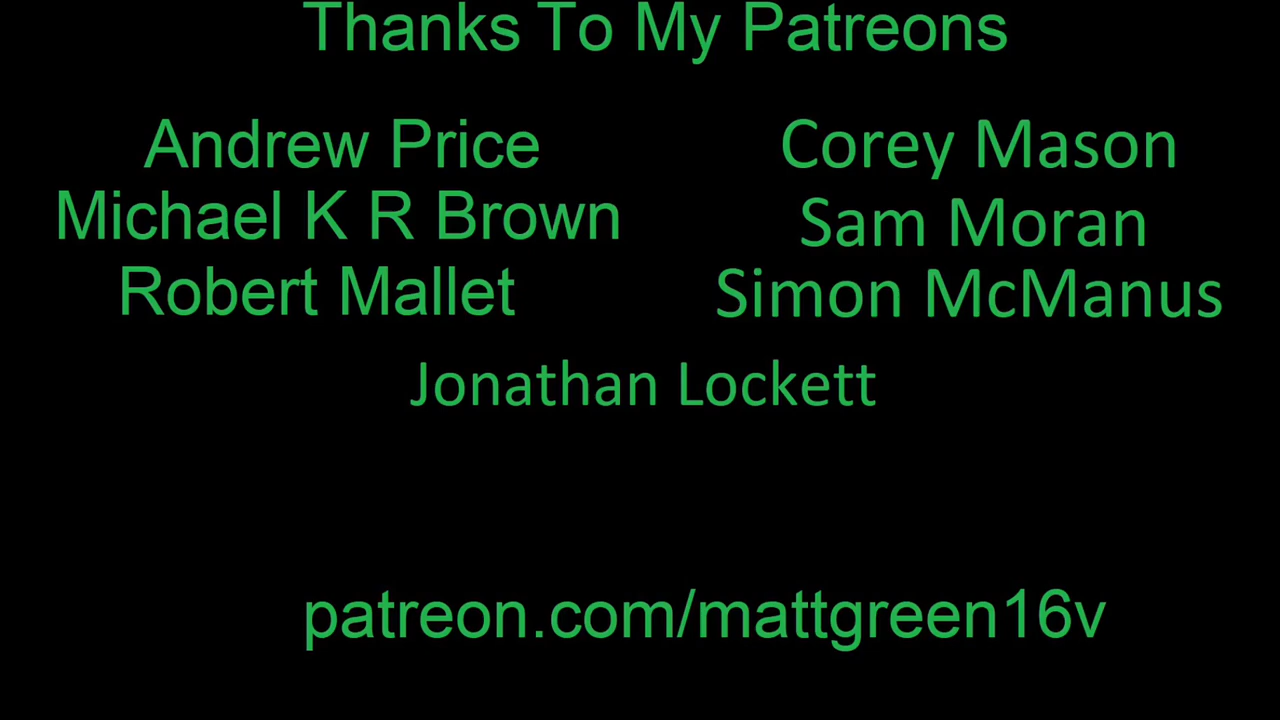 Thanks To My Patreons
Andrew Price
Corey Mason
Michael K R Brown
Sam Moran
Robert Mallet
Simon McManus
Jonathan Lockett
patreon.com/mattgreen16v